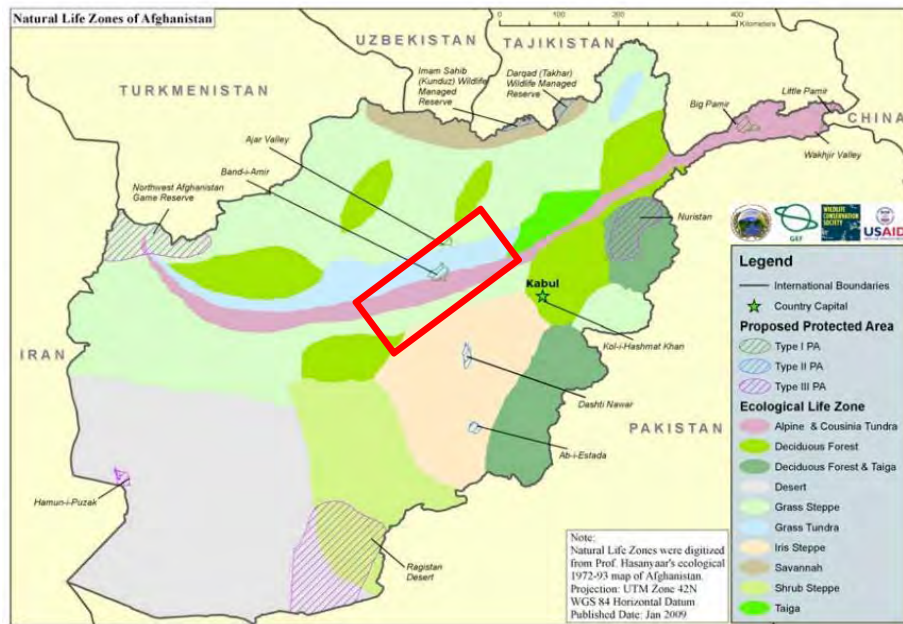 Natural Life Zones of Afghanistan
0 100 200 400
Kilometers
UZBEKISTAN
TAJIKISTAN
TURKMENISTAN
CHINA
IRAN
PAKISTAN
Imam Sahib
(Kunduz) Wildlife
Managed
Reserve
Darqad (Takhar)
Wildlife Managed
Reserve
Little Pamir
Big Pamir
Wakhjir Valley
Ajar Valley
Band-i-Amir
Northwest Afghanistan
Game Reserve
Nuristan
Kabul
Kol-i-Hashmat Khan
Dashti Nawar
Ab-i-Estada
Hamun-i-Puzak
Ragistan
Desert
GEF
WILDLIFE
CONSERVATION
SOCIETY
USAID
Legend
International Boundaries
Country Capital
Proposed Protected Area
Type I PA
Type II PA
Type III PA
Ecological Life Zone
Alpine & Cousinia Tundra
Deciduous Forest
Deciduous Forest & Taiga
Desert
Grass Steppe
Grass Tundra
Iris Steppe
Savannah
Shrub Steppe
Taiga
Note:
Natural Life Zones were digitized
from Prof. Hasanyaar's ecological
1972-93 map of Afghanistan.
Projection: UTM Zone 42N
WGS 84 Horizontal Datum
Published Date: Jan 2009